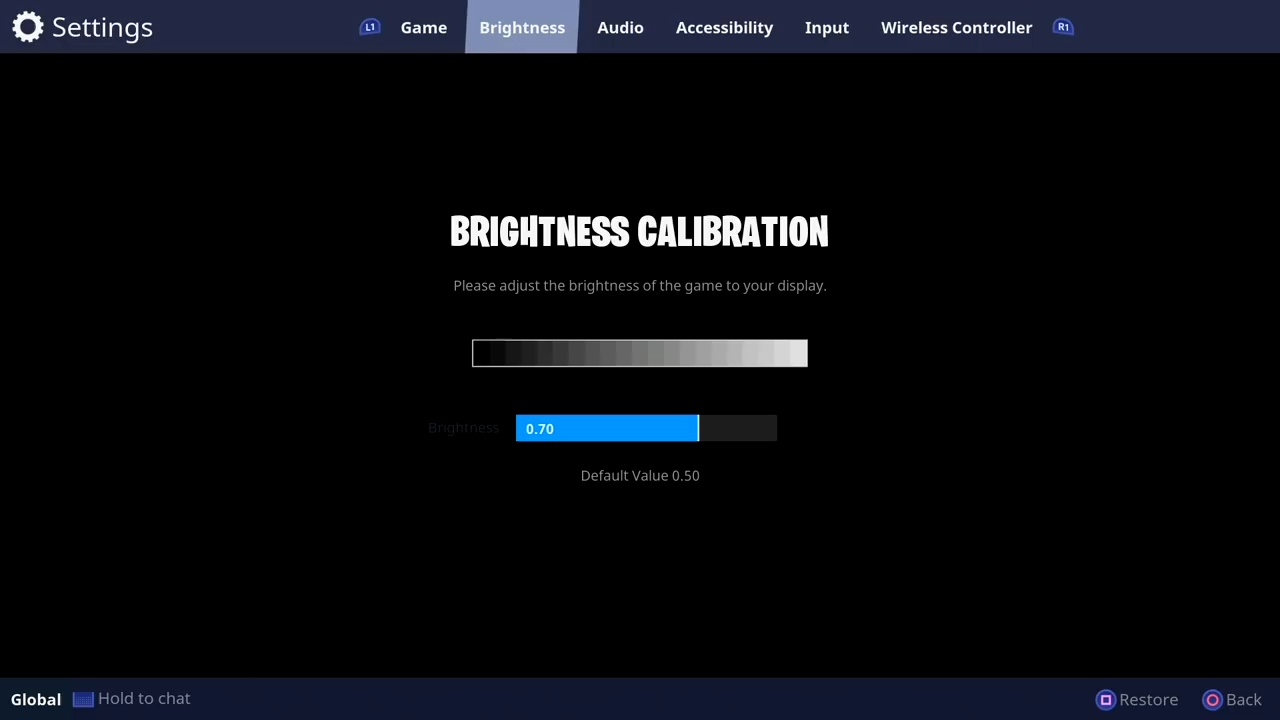 Settings
L1 Game Brightness Audio Accessibility Input Wireless Controller R1
BRIGHTNESS CALIBRATION
Please adjust the brightness of the game to your display.
Brightness 0.70
Default Value 0.50
Global Hold to chat Restore Back